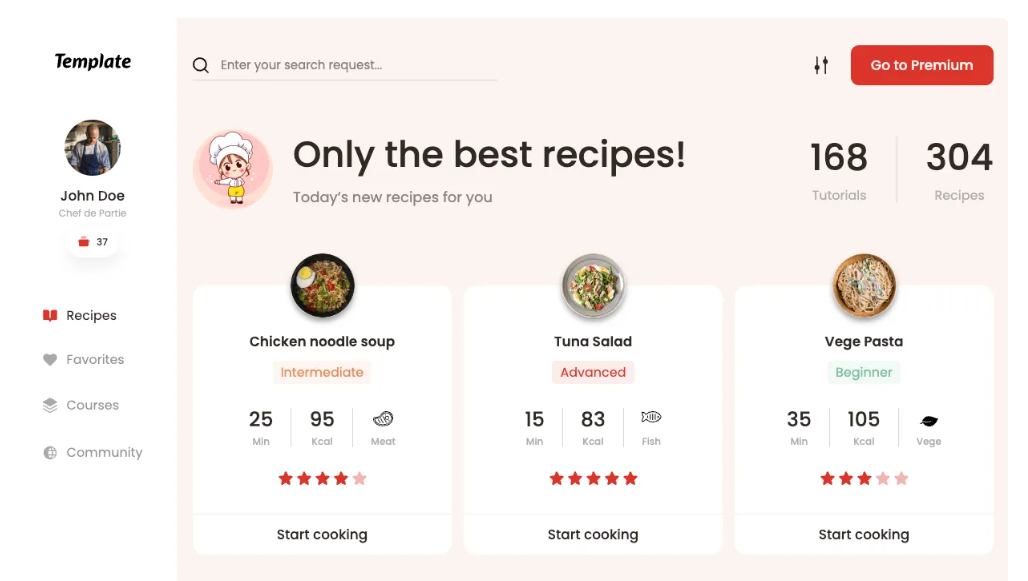 Template
John Doe
Chef de Partie
37
Recipes
Favorites
Courses
Community
Enter your search request...
Go to Premium
Only the best recipes!
Today's new recipes for you
168
Tutorials
304
Recipes
Chicken noodle soup
Intermediate
25 95
Min Kcal Meat
Start cooking
Tuna Salad
Advanced
15 83
Min Kcal Fish
Start cooking
Vege Pasta
Beginner
35 105
Min Kcal Vege
Start cooking